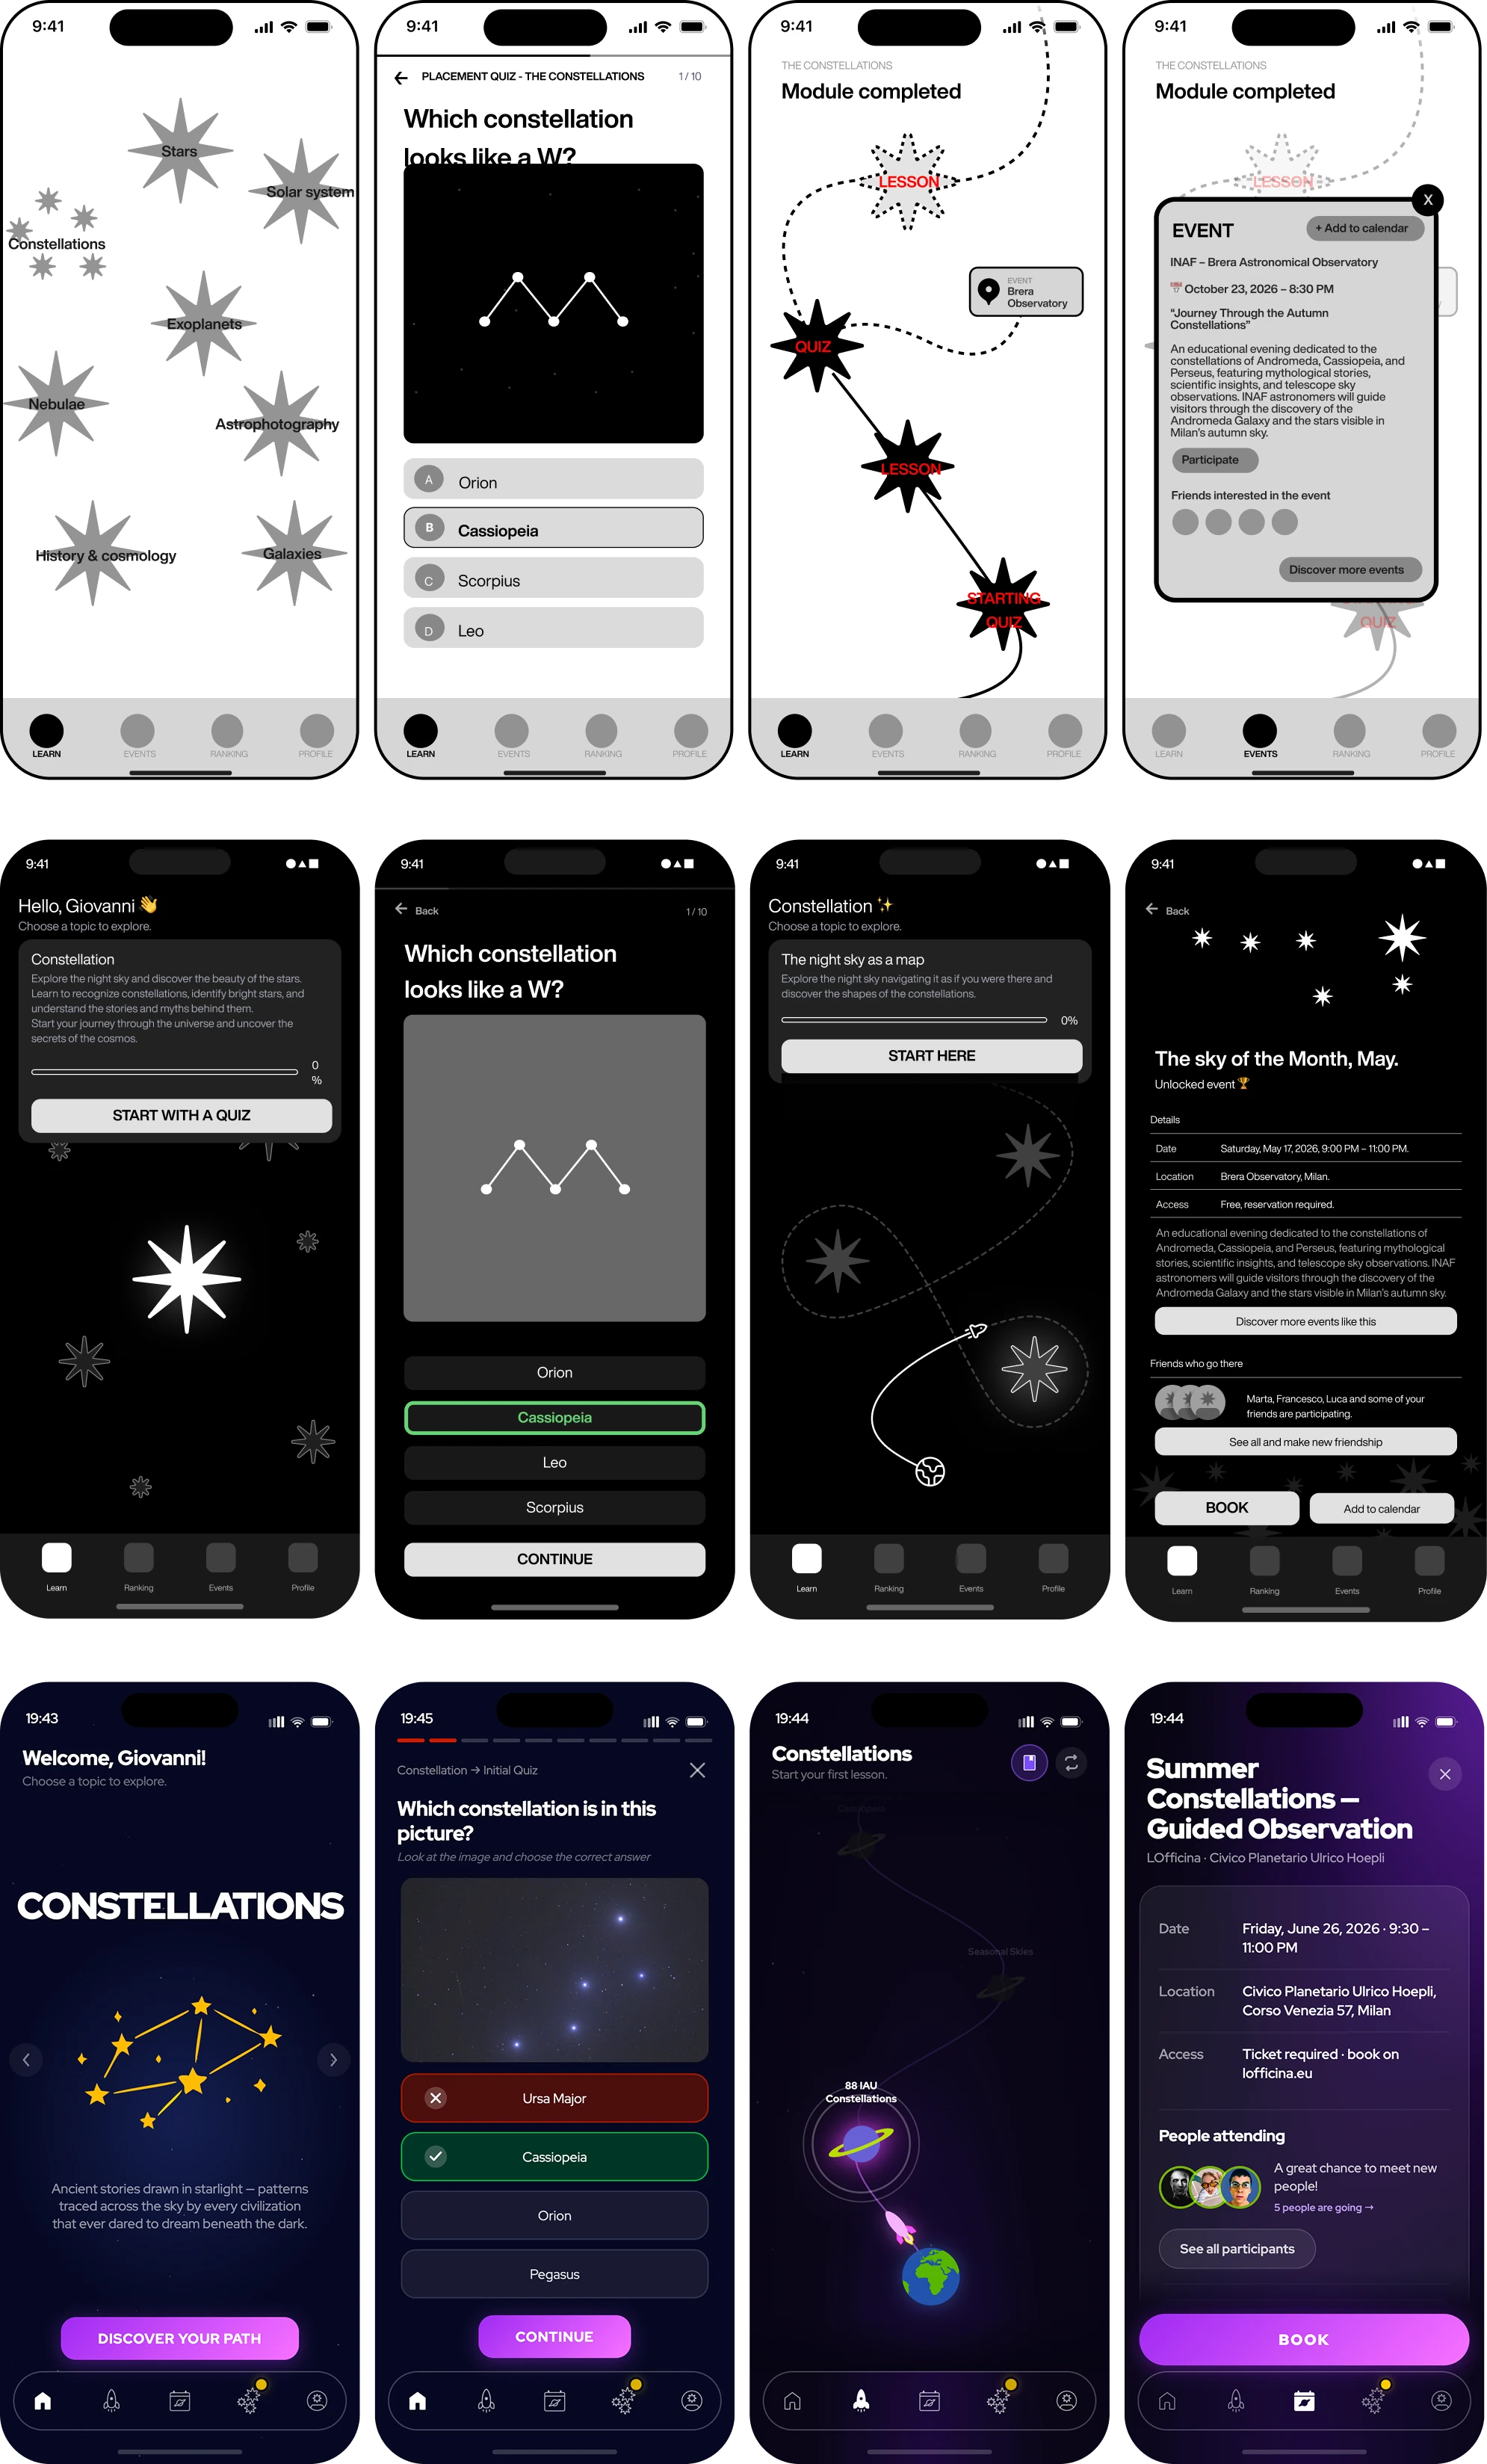 9:41
Stars
Solar system
Constellations
Exoplanets
Nebulae
Astrophotography
History & cosmology
Galaxies
LEARN
EVENTS
RANKING
PROFILE
9:41
PLACEMENT QUIZ - THE CONSTELLATIONS
1 / 10
Which constellation
looks like a W?
A
Orion
B
Cassiopeia
C
Scorpius
D
Leo
LEARN
EVENTS
RANKING
PROFILE
9:41
THE CONSTELLATIONS
Module completed
LESSON
EVENT
Brera
Observatory
QUIZ
LESSON
STARTING
QUIZ
LEARN
EVENTS
RANKING
PROFILE
9:41
THE CONSTELLATIONS
Module completed
LESSON
X
EVENT
+ Add to calendar
INAF – Brera Astronomical Observatory
📅 October 23, 2026 – 8:30 PM
“Journey Through the Autumn
Constellations”
An educational evening dedicated to the
constellations of Andromeda, Cassiopeia, and
Perseus, featuring mythological stories,
scientific insights, and telescope sky
observations. INAF astronomers will guide
visitors through the discovery of the
Andromeda Galaxy and the stars visible in
Milan’s autumn sky.
Participate
Friends interested in the event
Discover more events
QUIZ
LEARN
EVENTS
RANKING
PROFILE
9:41
Hello, Giovanni 👋
Choose a topic to explore.
Constellation
Explore the night sky and discover the beauty of the stars.
Learn to recognize constellations, identify bright stars, and
understand the stories and myths behind them.
Start your journey through the universe and uncover the
secrets of the cosmos.
0
%
START WITH A QUIZ
Learn
Ranking
Events
Profile
9:41
Back
1 / 10
Which constellation
looks like a W?
Orion
Cassiopeia
Leo
Scorpius
CONTINUE
9:41
Constellation ✨
Choose a topic to explore.
The night sky as a map
Explore the night sky navigating it as if you were there and
discover the shapes of the constellations.
0%
START HERE
Learn
Ranking
Events
Profile
9:41
Back
The sky of the Month, May.
Unlocked event 🏆
Details
Date
Saturday, May 17, 2026, 9:00 PM – 11:00 PM.
Location
Brera Observatory, Milan.
Access
Free, reservation required.
An educational evening dedicated to the constellations of
Andromeda, Cassiopeia, and Perseus, featuring mythological
stories, scientific insights, and telescope sky observations. INAF
astronomers will guide visitors through the discovery of the
Andromeda Galaxy and the stars visible in Milan’s autumn sky.
Discover more events like this
Friends who go there
Marta, Francesco, Luca and some of your
friends are participating.
See all and make new friendship
BOOK
Add to calendar
Learn
Ranking
Events
Profile
19:43
Welcome, Giovanni!
Choose a topic to explore.
CONSTELLATIONS
Ancient stories drawn in starlight — patterns
traced across the sky by every civilization
that ever dared to dream beneath the dark.
DISCOVER YOUR PATH
19:45
Constellation → Initial Quiz
Which constellation is in this
picture?
Look at the image and choose the correct answer
Ursa Major
Cassiopeia
Orion
Pegasus
CONTINUE
19:44
Constellations
Start your first lesson.
Cassiopeia
Seasonal Skies
88 IAU
Constellations
19:44
Summer
Constellations —
Guided Observation
LOfficina · Civico Planetario Ulrico Hoepli
Date
Friday, June 26, 2026 · 9:30 –
11:00 PM
Location
Civico Planetario Ulrico Hoepli,
Corso Venezia 57, Milan
Access
Ticket required · book on
lofficina.eu
People attending
A great chance to meet new
people!
5 people are going →
See all participants
BOOK